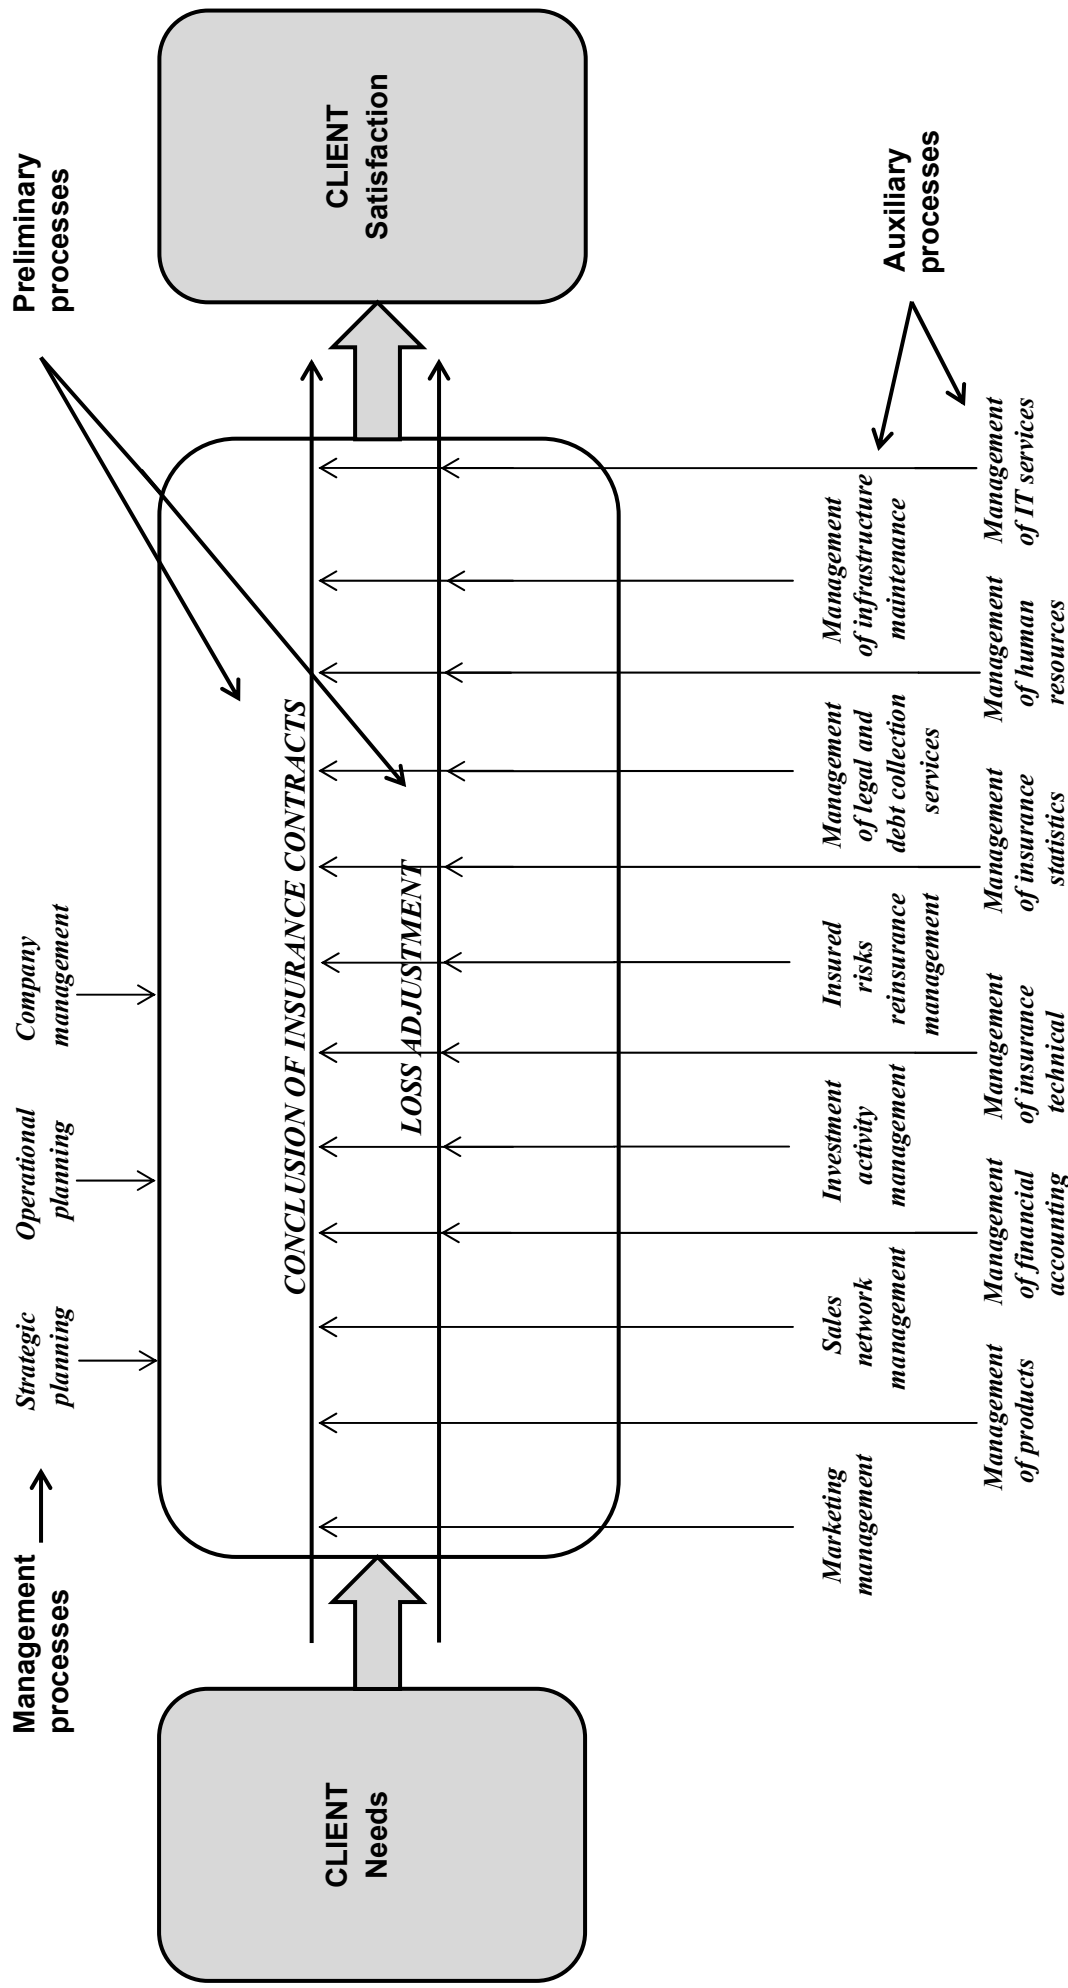 Management
processes
Strategic
planning
Operational
planning
Company
management
Preliminary
processes
CLIENT
Needs
CONCLUSION OF INSURANCE CONTRACTS
LOSS ADJUSTMENT
CLIENT
Satisfaction
Marketing
management
Sales
network
management
Investment
activity
management
Insured
risks
reinsurance
management
Management
of legal and
debt collection
services
Management
of infrastructure
maintenance
Auxiliary
processes
Management
of products
Management
of financial
accounting
Management
of insurance
technical
Management
of insurance
statistics
Management
of human
resources
Management
of IT services